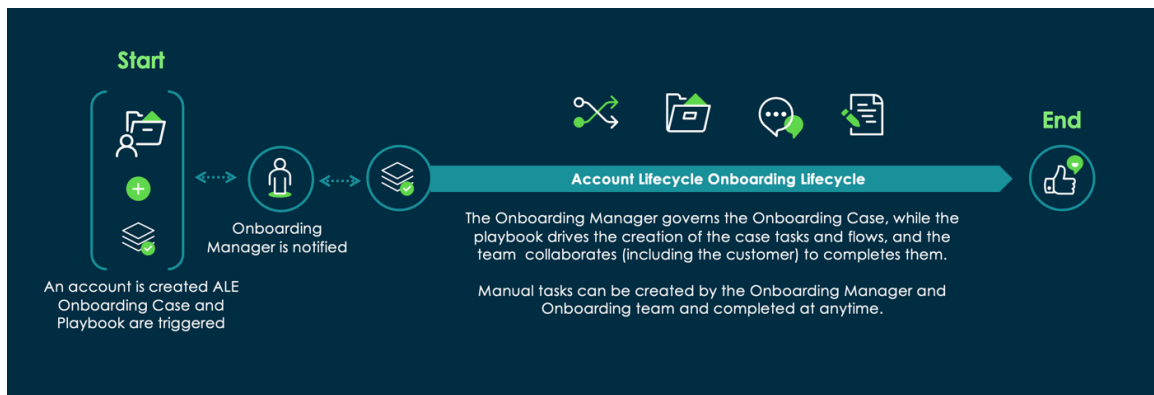 Start
An account is created ALE
Onboarding Case and
Playbook are triggered
Onboarding
Manager is notified
Account Lifecycle Onboarding Lifecycle
The Onboarding Manager governs the Onboarding Case, while the
playbook drives the creation of the case tasks and flows, and the
team collaborates (including the customer) to completes them.
Manual tasks can be created by the Onboarding Manager and
Onboarding team and completed at anytime.
End